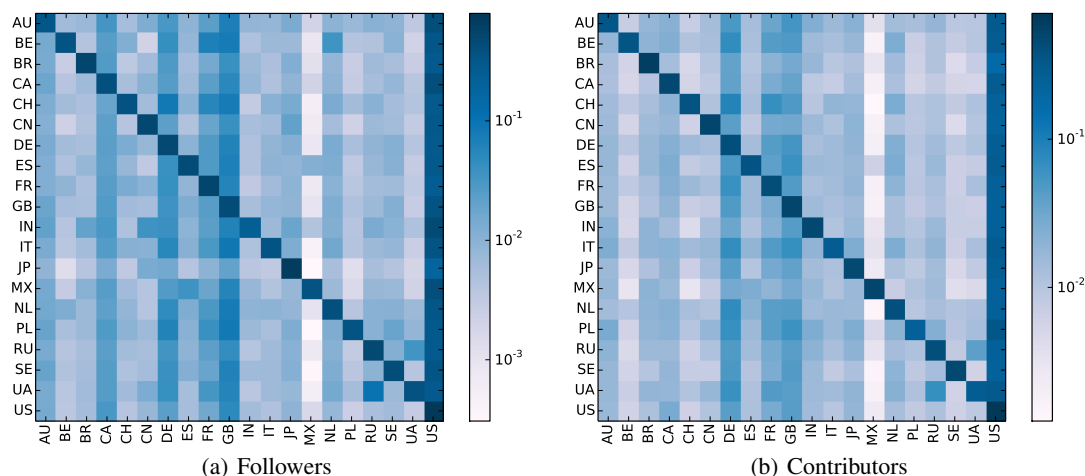 AU
BE
BR
CA
CH
CN
DE
ES
FR
GB
IN
IT
JP
MX
NL
PL
RU
SE
UA
US
AU BE BR CA CH CN DE ES FR GB IN IT JP MX NL PL RU SE UA US
10^-1
10^-2
10^-3
(a) Followers
AU
BE
BR
CA
CH
CN
DE
ES
FR
GB
IN
IT
JP
MX
NL
PL
RU
SE
UA
US
AU BE BR CA CH CN DE ES FR GB IN IT JP MX NL PL RU SE UA US
10^-1
10^-2
(b) Contributors